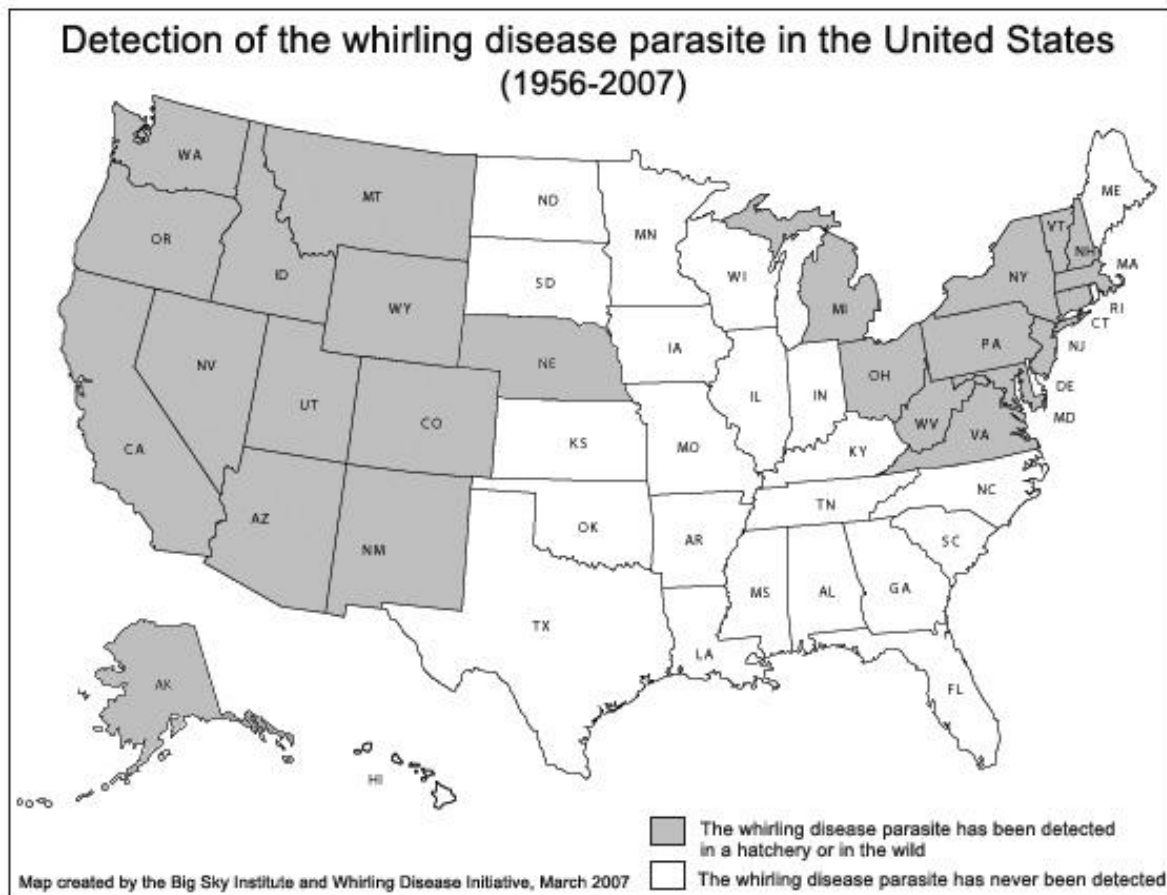 Detection of the whirling disease parasite in the United States
(1956-2007)
WA
MT
ND
MN
ME
VT
OR
ID
NH
MA
WI
NY
SD
WY
MI
RI
CT
IA
PA
NJ
NE
NV
OH
DE
UT
IL
IN
MD
CO
WV
VA
CA
KS
MO
KY
NC
TN
AZ
OK
NM
AR
SC
MS
AL
GA
TX
LA
AK
FL
HI
The whirling disease parasite has been detected
in a hatchery or in the wild
The whirling disease parasite has never been detected
Map created by the Big Sky Institute and Whirling Disease Initiative, March 2007